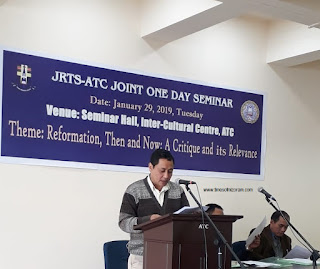 JRTS-ATC JOINT ONE DAY SEMINAR
Date: January 29, 2019, Tuesday
Venue: Seminar Hall, Inter-Cultural Centre, ATC
Theme: Reformation, Then and Now: A Critique and its Relevance
www.timesofmizoram.com
ATC